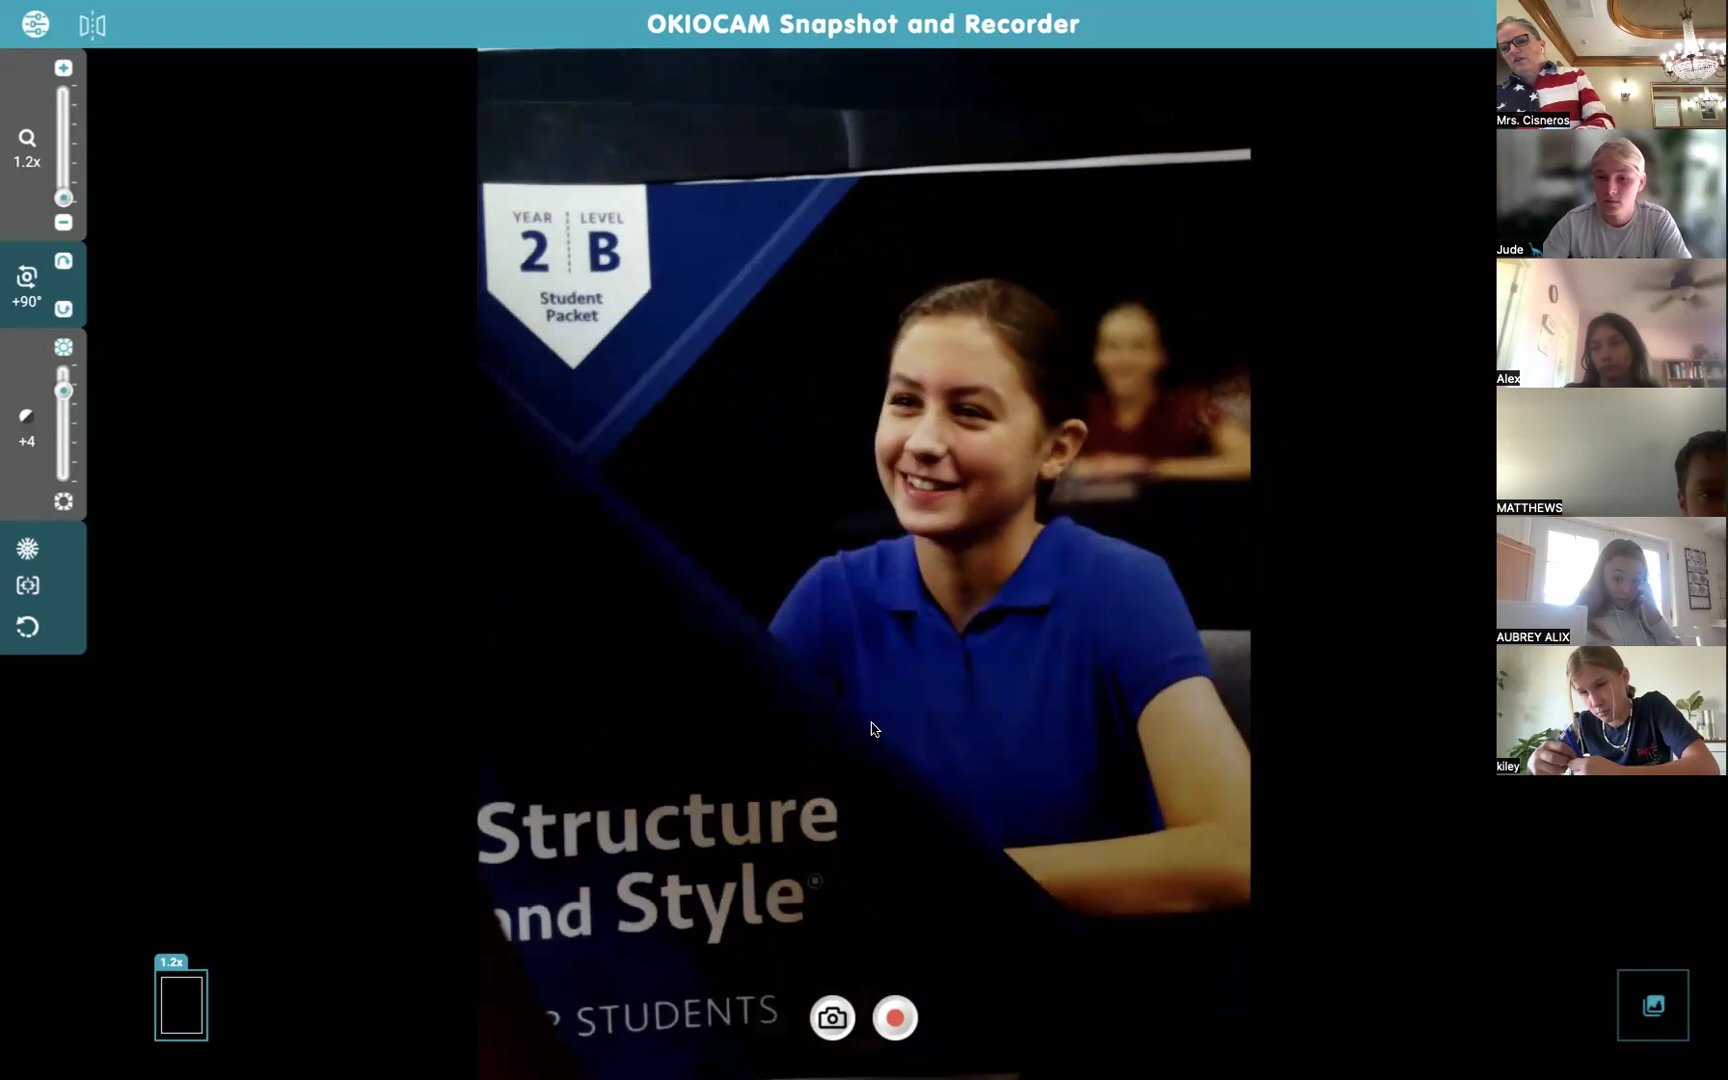 OKIOCAM Snapshot and Recorder
1.2x
+90°
+4
YEAR LEVEL
2 B
Student
Packet
Structure
and Style®
STUDENTS
1.2x
Mrs. Cisneros
Jude
Alex
MATTHEWS
AUBREY ALIX
kiley